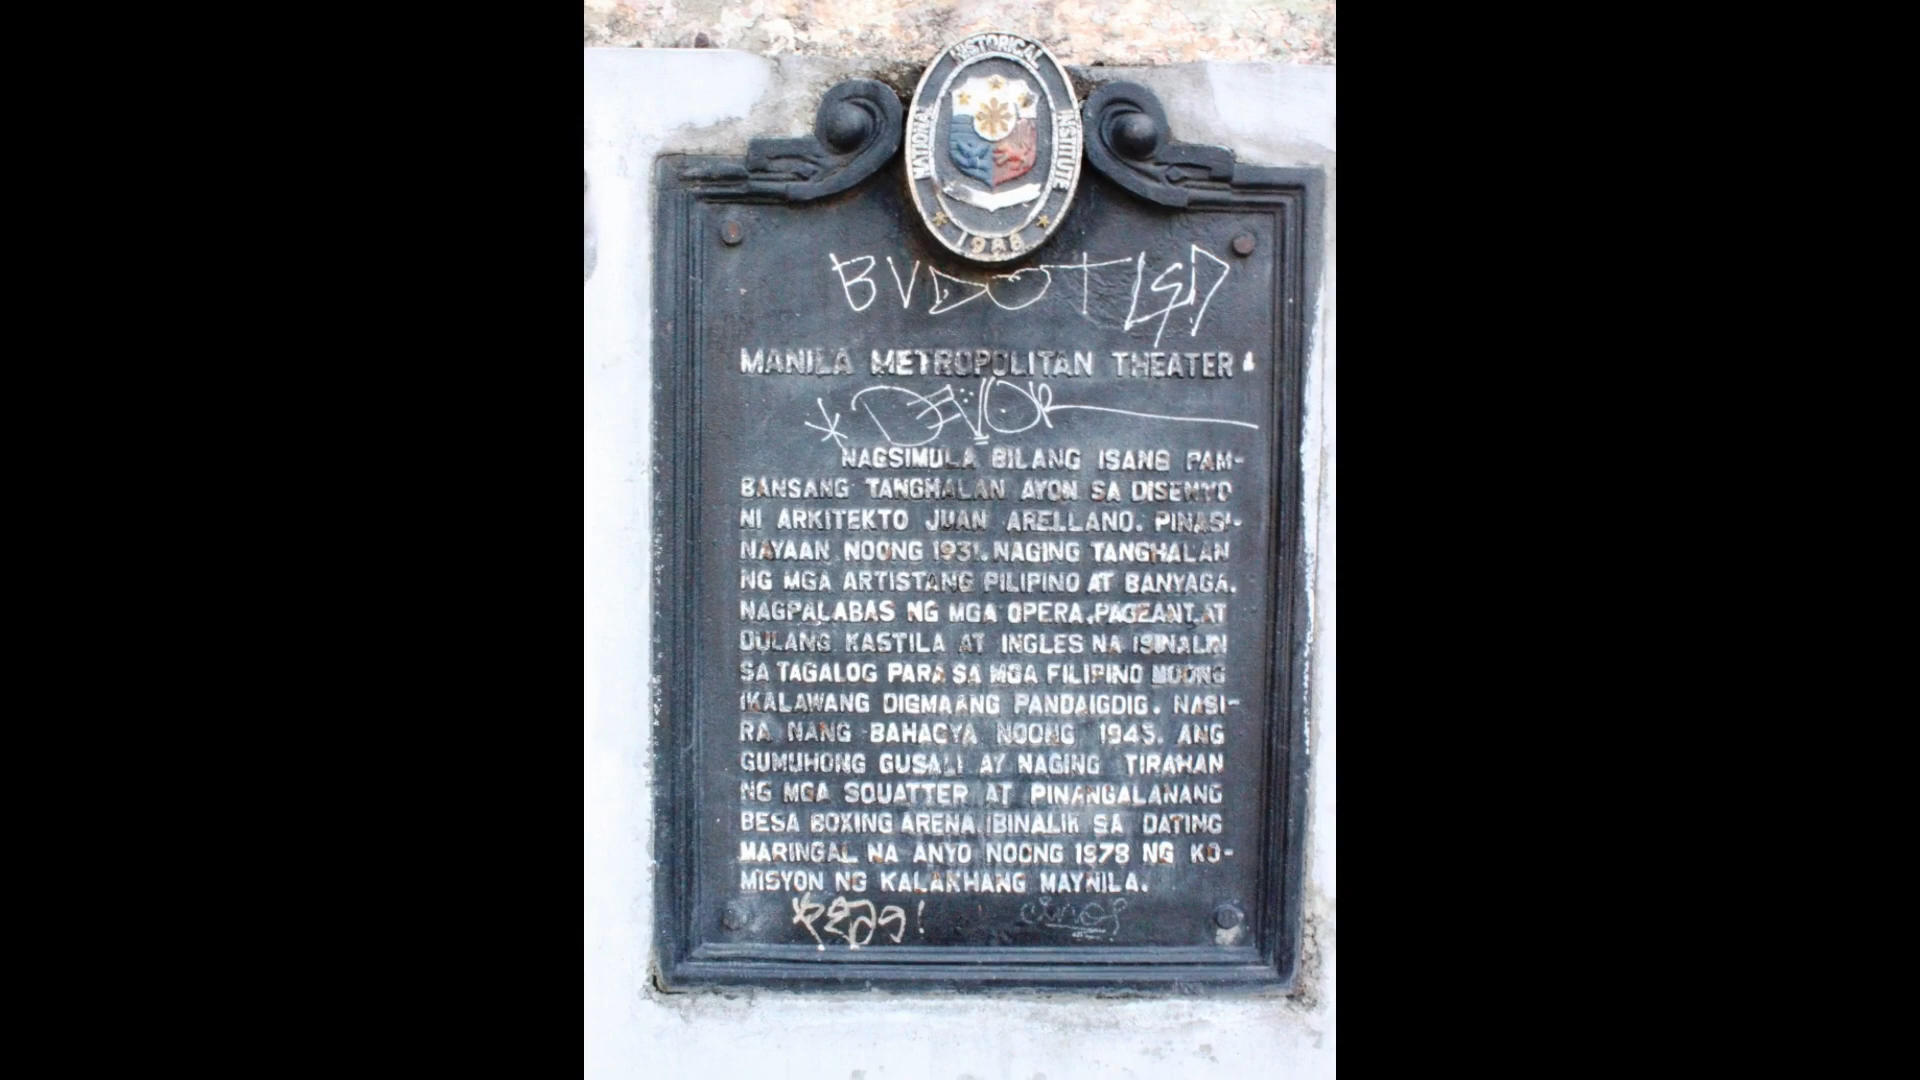 NATIONAL HISTORICAL INSTITUTE
1988
BVDOT
MANILA METROPOLITAN THEATER
DEVOR
NAGSIMULA BILANG ISANG PAM-
BANSANG TANGHALAN AYON SA DISENYO
NI ARKITEKTO JUAN ARELLANO. PINASI-
NAYAAN NOONG 1931. NAGING TANGHALAN
NG MGA ARTISTANG PILIPINO AT BANYAGA.
NAGPALABAS NG MGA OPERA, PAGEANT, AT
DULANG KASTILA AT INGLES NA ISINALIN
SA TAGALOG PARA SA MGA FILIPINO NOONG
IKALAWANG DIGMAANG PANDAIGDIG. NASI-
RA NANG BAHAGYA NOONG 1945. ANG
GUMUHONG GUSALI AY NAGING TIRAHAN
NG MGA SQUATTER AT PINANGALANANG
BESA BOXING ARENA. IBINALIK SA DATING
MARINGAL NA ANYO NOONG 1978 NG KO-
MISYON NG KALAKHANG MAYNILA.